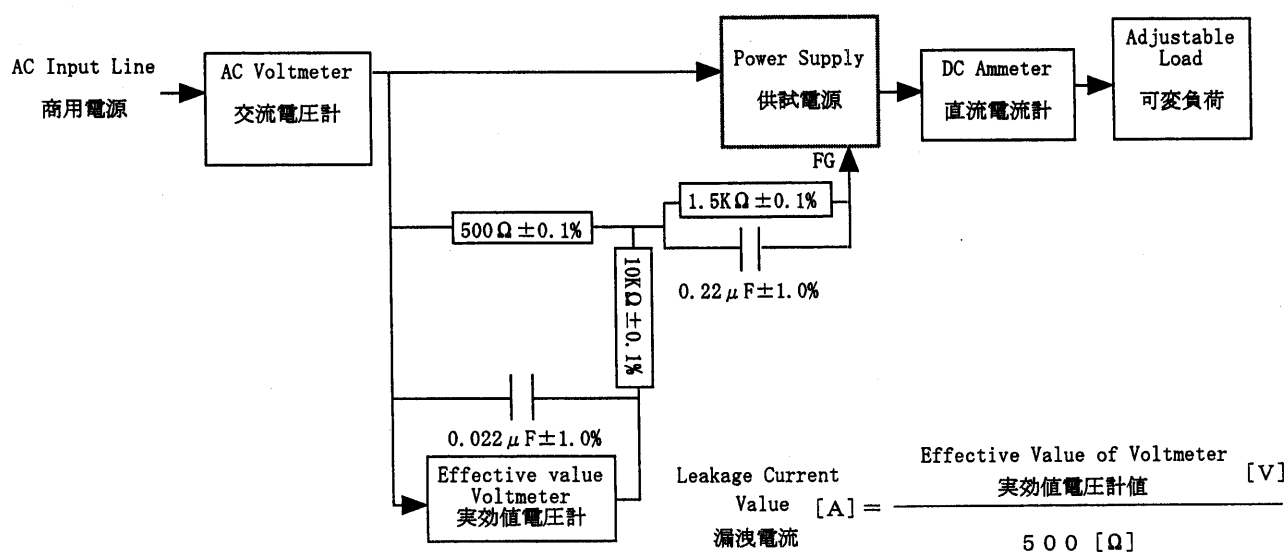 AC Input Line
商用電源
AC Voltmeter
交流電圧計
Power Supply
供試電源
DC Ammeter
直流電流計
Adjustable
Load
可変負荷
FG
1.5KΩ±0.1%
500Ω±0.1%
0.22μF±1.0%
10KΩ±0.1%
0.022μF±1.0%
Effective value
Voltmeter
実効値電圧計
Leakage Current
Value [A]=
漏洩電流
Effective Value of Voltmeter
実効値電圧計値
[V]
500 [Ω]